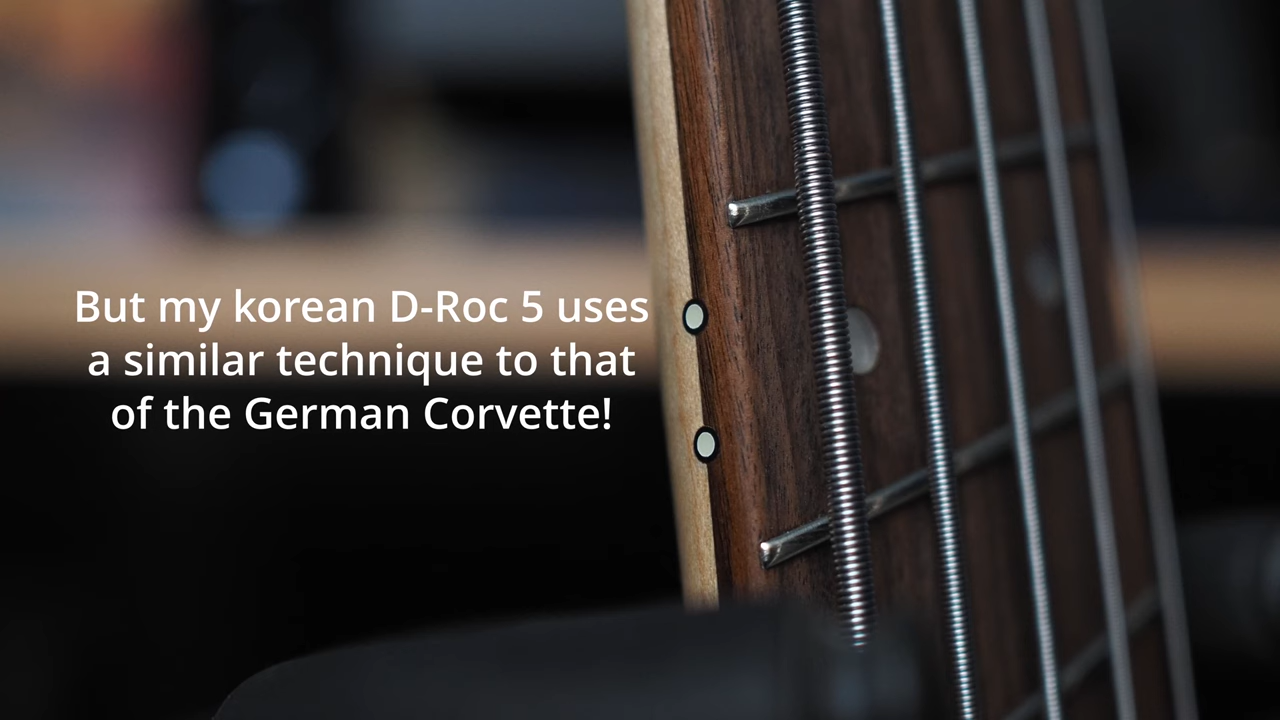 But my korean D-Roc 5 uses
a similar technique to that
of the German Corvette!